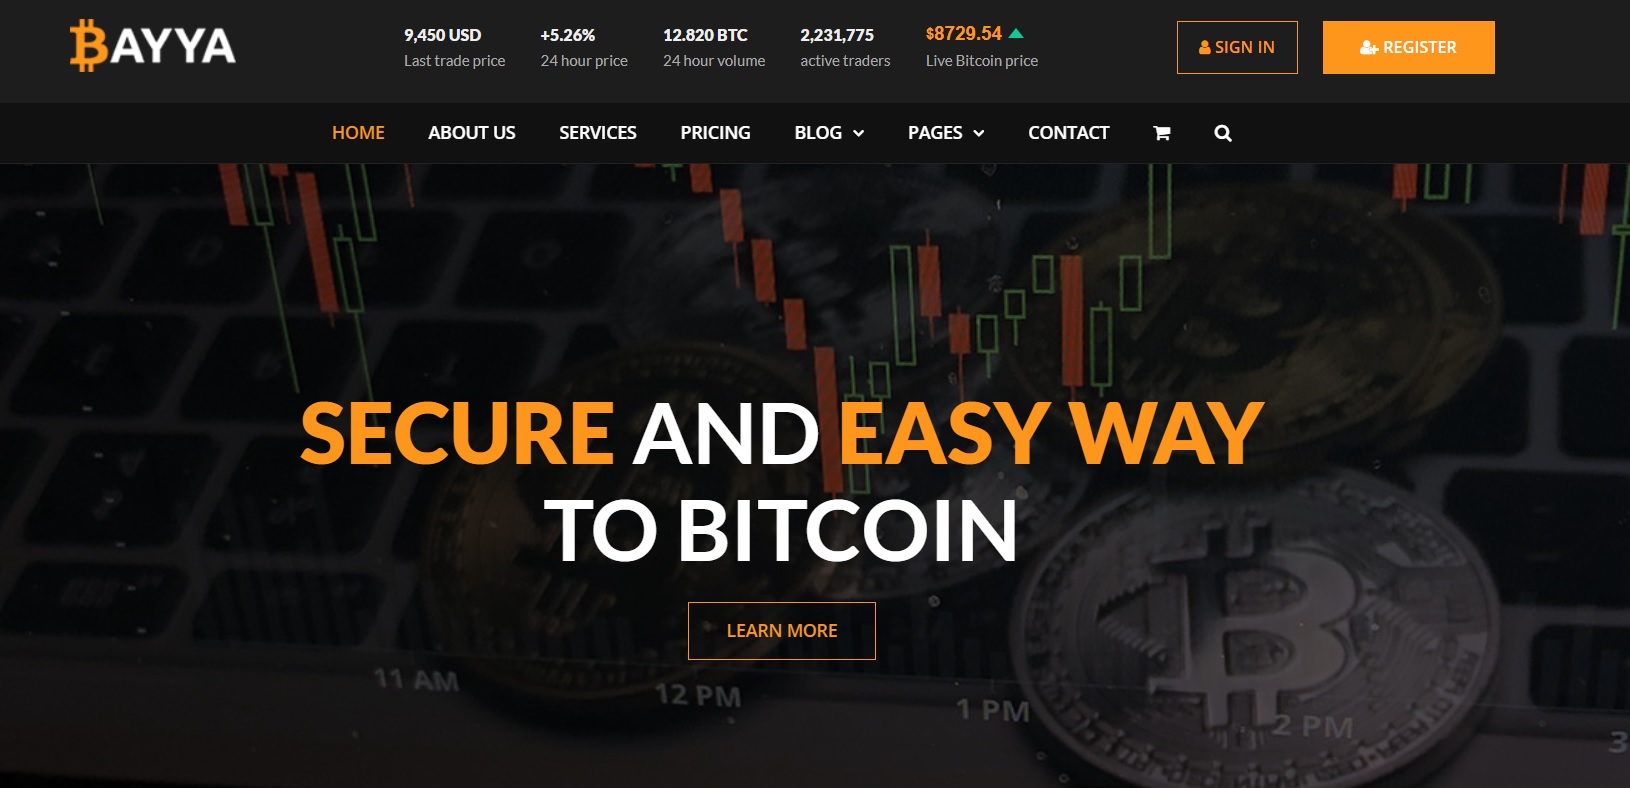 BAYYA
9,450 USD
Last trade price
+5.26%
24 hour price
12.820 BTC
24 hour volume
2,231,775
active traders
$8729.54
Live Bitcoin price
SIGN IN
REGISTER
HOME ABOUT US SERVICES PRICING BLOG PAGES CONTACT
SECURE AND EASY WAY
TO BITCOIN
LEARN MORE
11 AM 12 PM 1 PM 2 PM 3